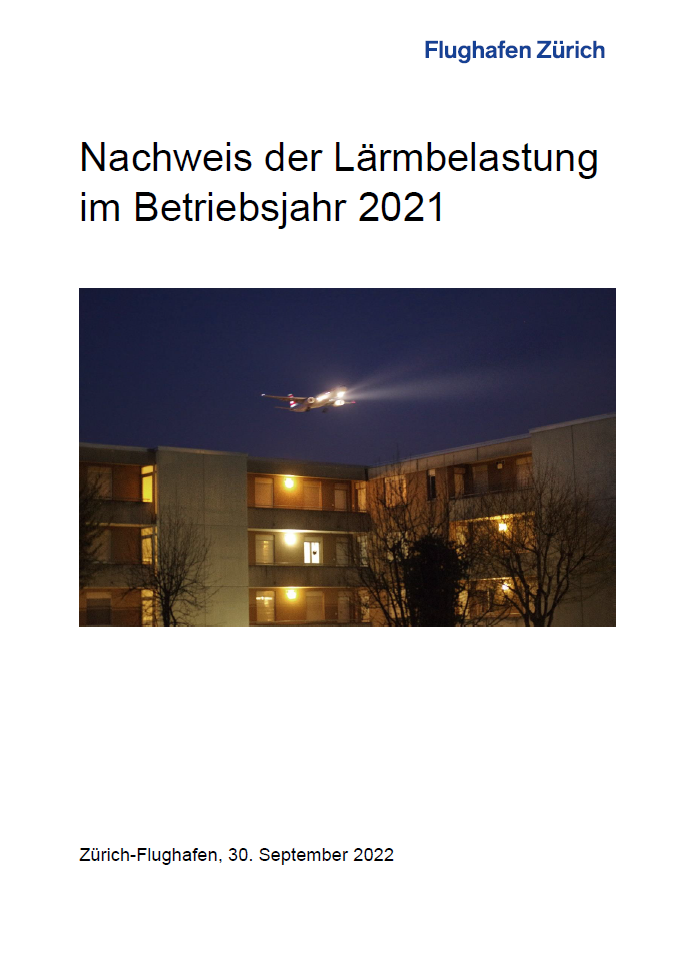 Flughafen Zürich
Nachweis der Lärmbelastung
im Betriebsjahr 2021
Zürich-Flughafen, 30. September 2022